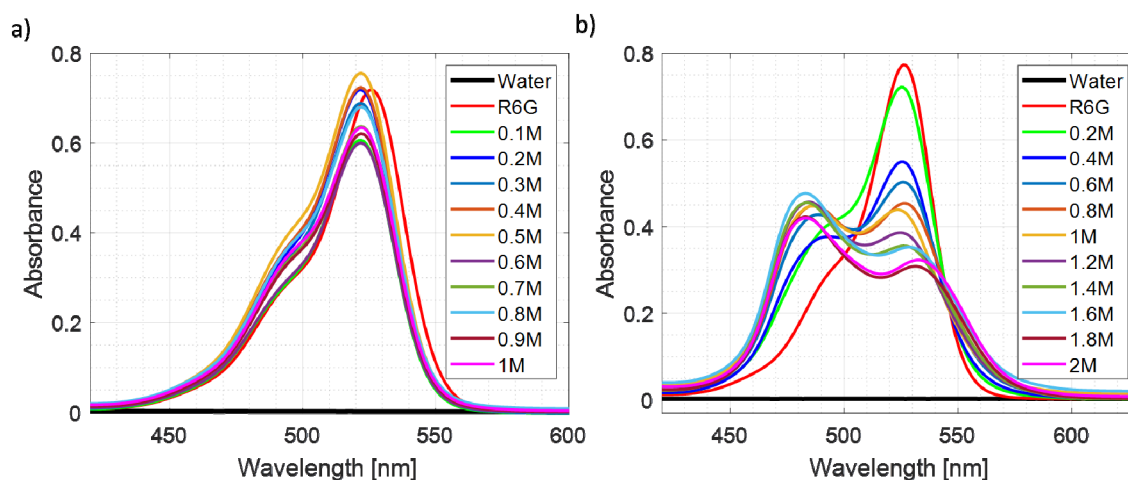 a)
0.8
0.6
0.4
0.2
0
Absorbance
450
500
550
600
Wavelength [nm]
Water
R6G
0.1M
0.2M
0.3M
0.4M
0.5M
0.6M
0.7M
0.8M
0.9M
1M
b)
0.8
0.6
0.4
0.2
0
Absorbance
450
500
550
600
Wavelength [nm]
Water
R6G
0.2M
0.4M
0.6M
0.8M
1M
1.2M
1.4M
1.6M
1.8M
2M